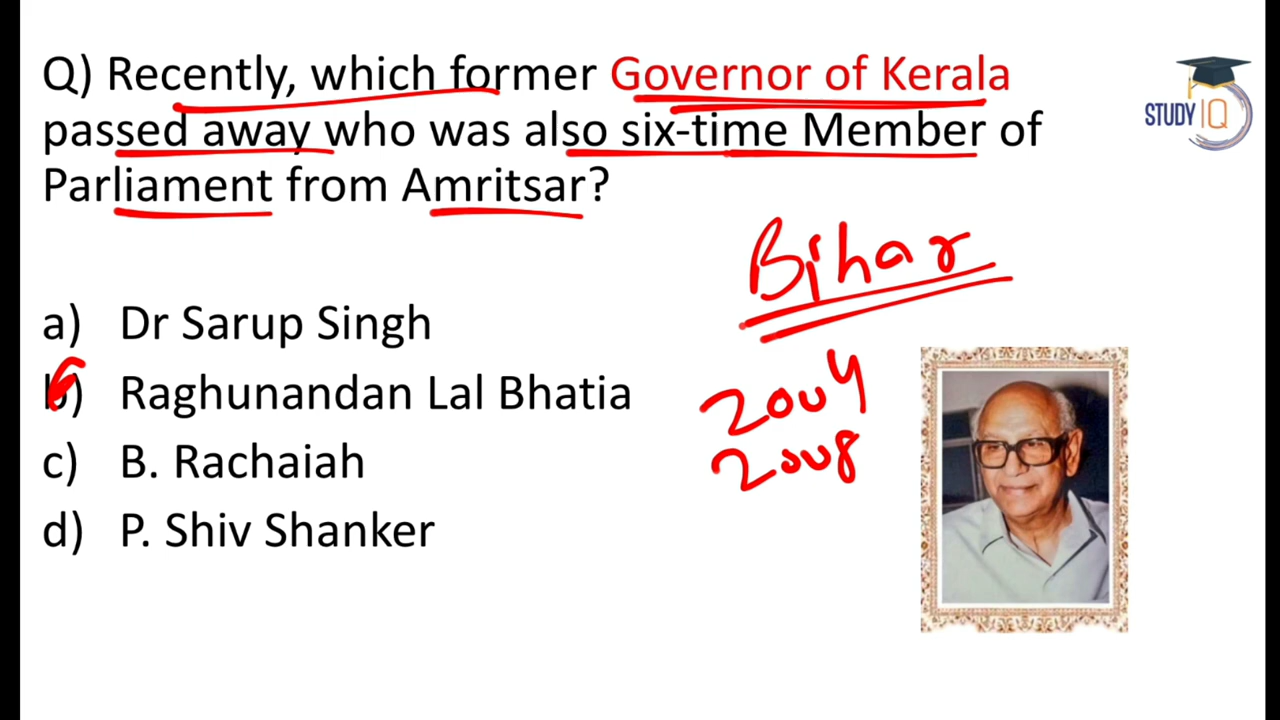 Q) Recently, which former Governor of Kerala
passed away who was also six-time Member of
Parliament from Amritsar?
STUDY IQ
Bihar
a) Dr Sarup Singh
b) Raghunandan Lal Bhatia
2004
2008
c) B. Rachaiah
d) P. Shiv Shanker